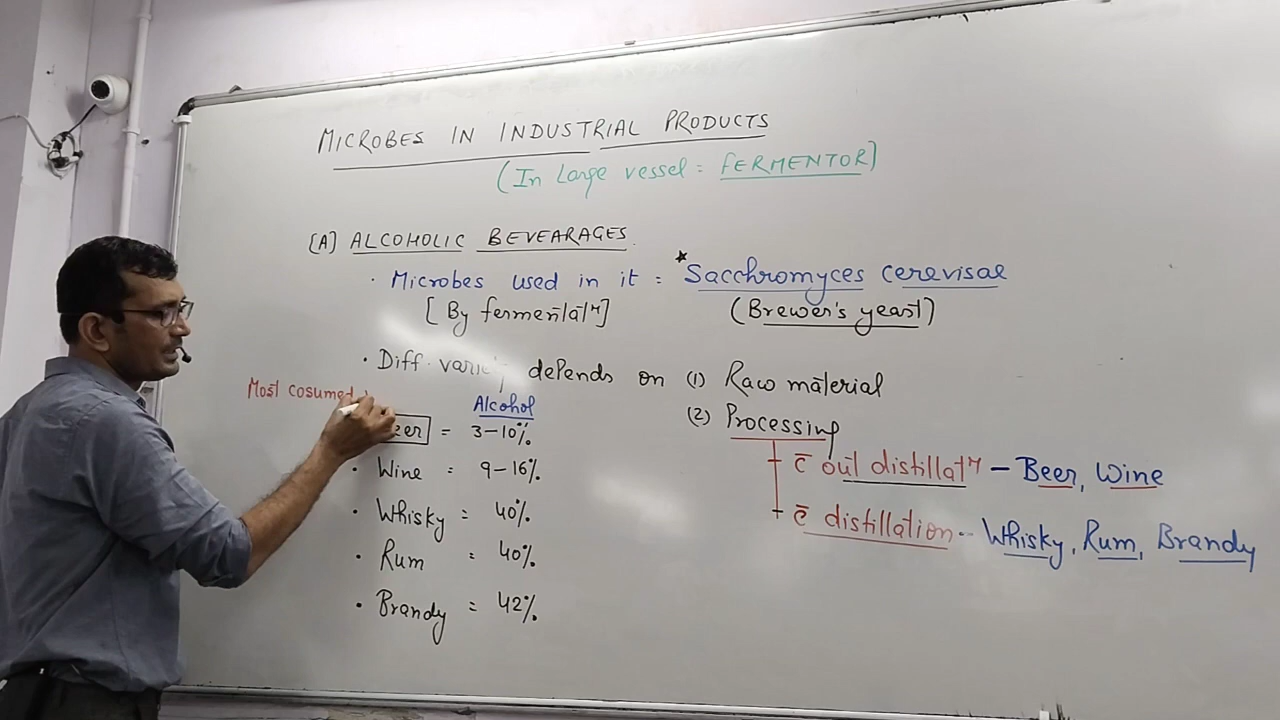 MICROBES IN INDUSTRIAL PRODUCTS
(In Large vessel = FERMENTOR)
(A) ALCOHOLIC BEVEARAGES
• Microbes used in it = *Sacchromyces cerevisae
[By fermentatⁿ] (Brewer's yeast)
• Diff. depends on (1) Raw material
(2) Processing
c̄ out distillatⁿ – Beer, Wine
c̄ distillation -- Whisky, Rum, Brandy
Most cosumed
Alcohol
= 3–10%
• Wine = 9–16%
• Whisky = 40%
• Rum = 40%
• Brandy = 42%